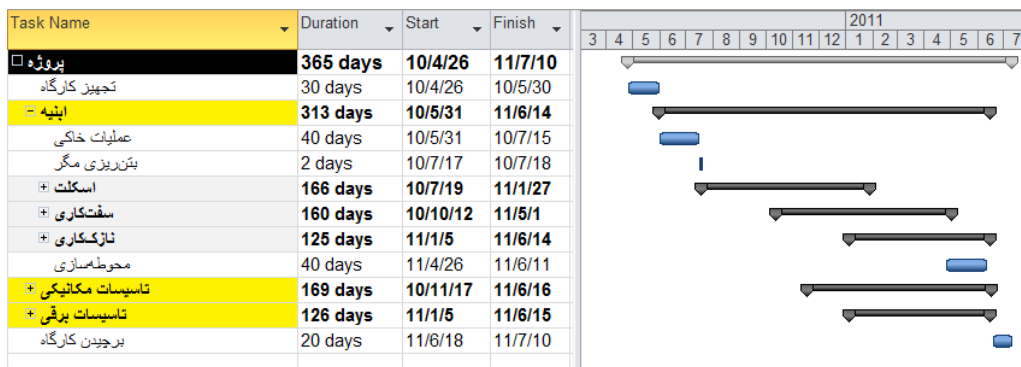 Task Name Duration Start Finish 2011
3 4 5 6 7 8 9 10 11 12 1 2 3 4 5 6 7
پروژه 365 days 10/4/26 11/7/10
تجهیز کارگاه 30 days 10/4/26 10/5/30
ابنیه 313 days 10/5/31 11/6/14
عملیات خاکی 40 days 10/5/31 10/7/15
بتن‌ریزی مگر 2 days 10/7/17 10/7/18
اسکلت 166 days 10/7/19 11/1/27
سفت‌کاری 160 days 10/10/12 11/5/1
نازک‌کاری 125 days 11/1/5 11/6/14
محوطه‌سازی 40 days 11/4/26 11/6/11
تاسیسات مکانیکی 169 days 10/11/17 11/6/16
تاسیسات برقی 126 days 11/1/5 11/6/15
برچیدن کارگاه 20 days 11/6/18 11/7/10